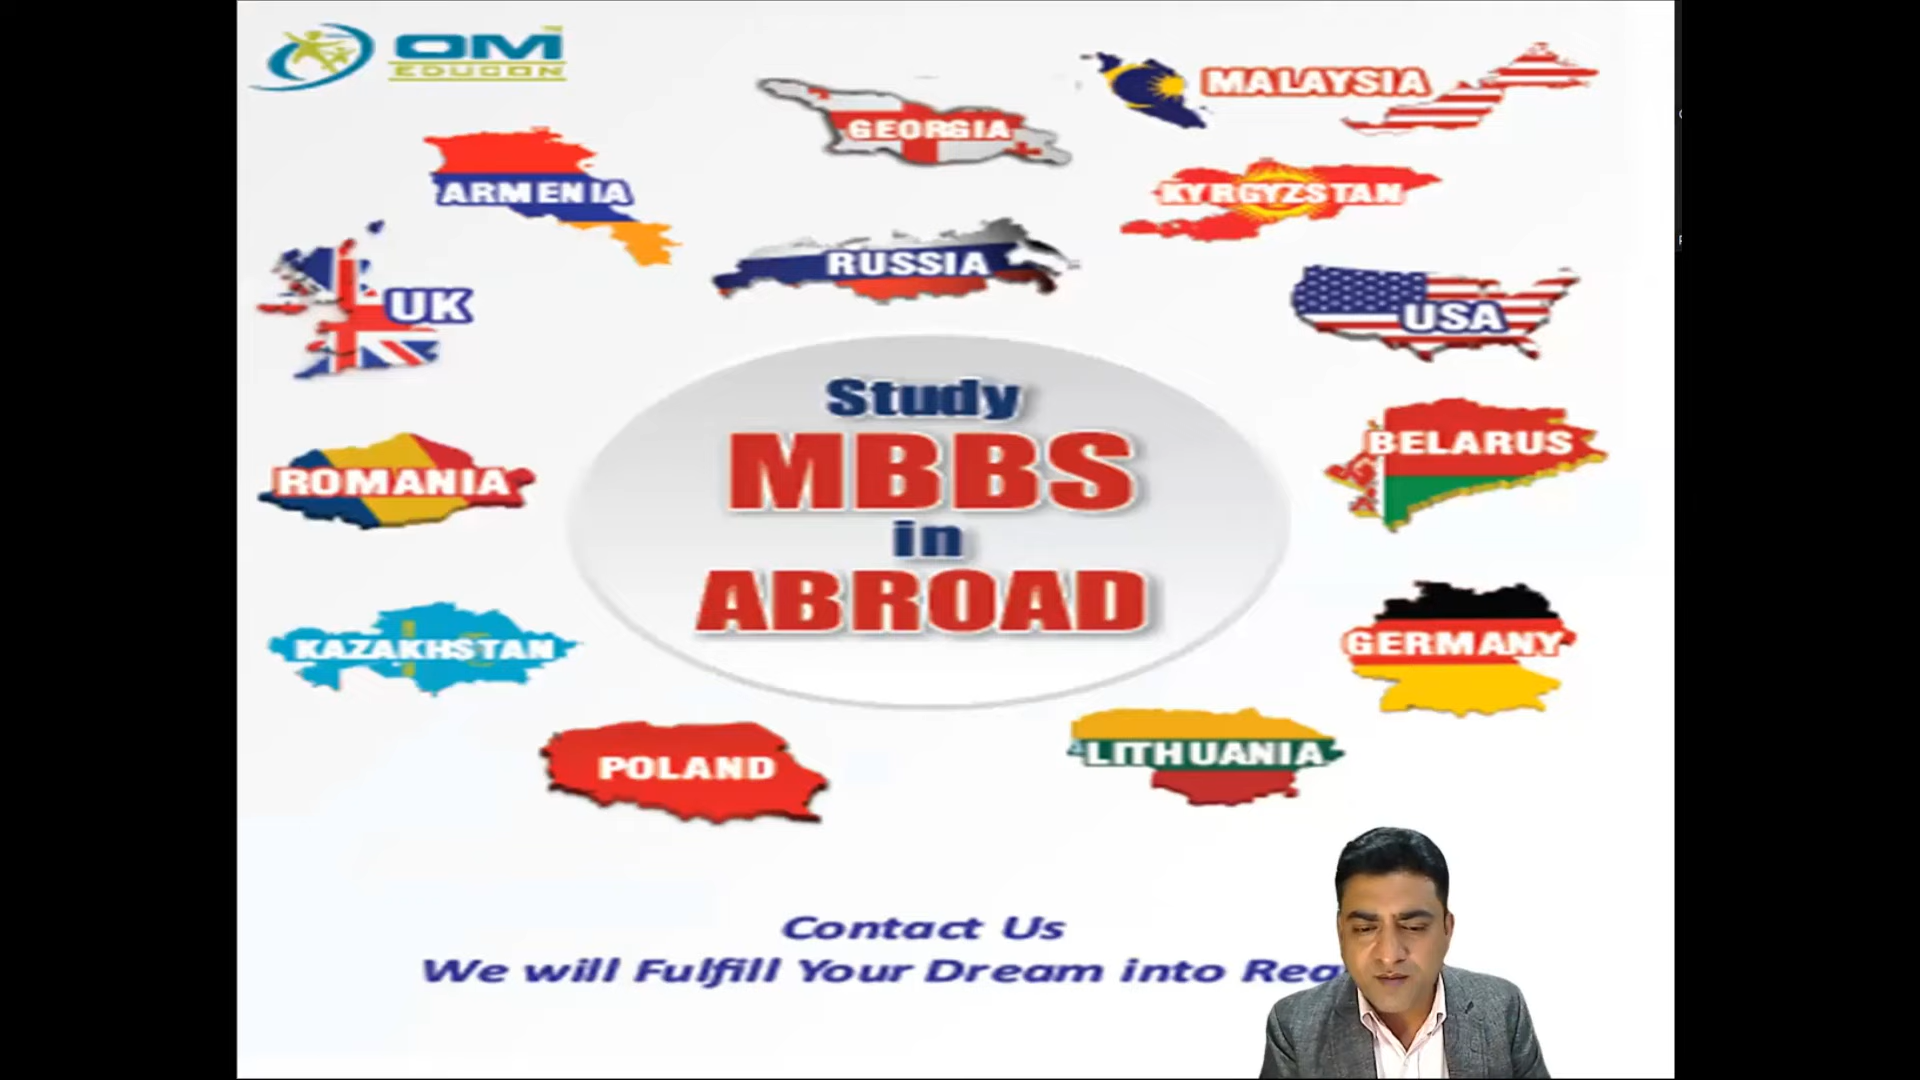 OM
EDUCON
MALAYSIA
GEORGIA
ARMENIA
KYRGYZSTAN
RUSSIA
UK
USA
Study
MBBS
in
ABROAD
BELARUS
ROMANIA
GERMANY
KAZAKHSTAN
LITHUANIA
POLAND
Contact Us
We will Fulfill Your Dream into